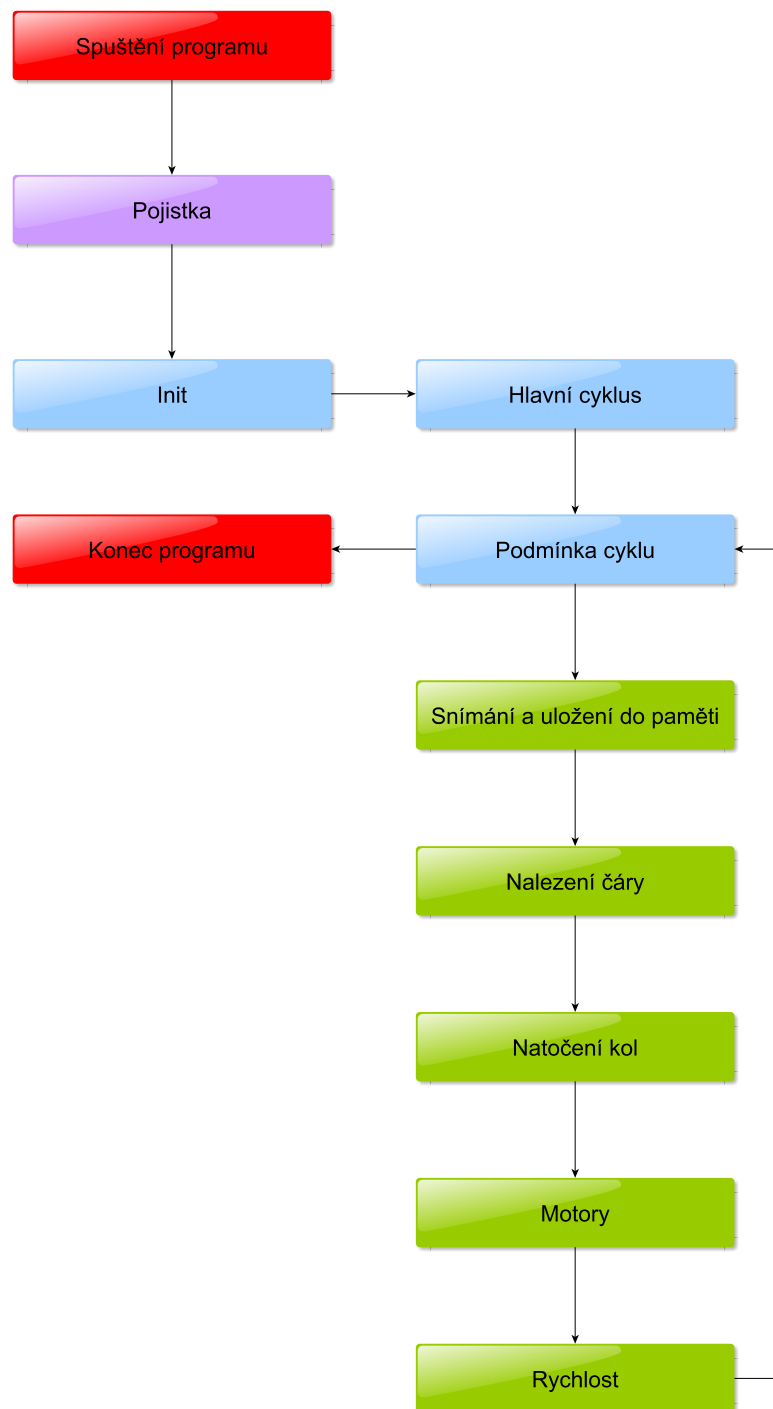 Spuštění programu
Pojistka
Init
Hlavní cyklus
Konec programu
Podmínka cyklu
Snímání a uložení do paměti
Nalezení čáry
Natočení kol
Motory
Rychlost